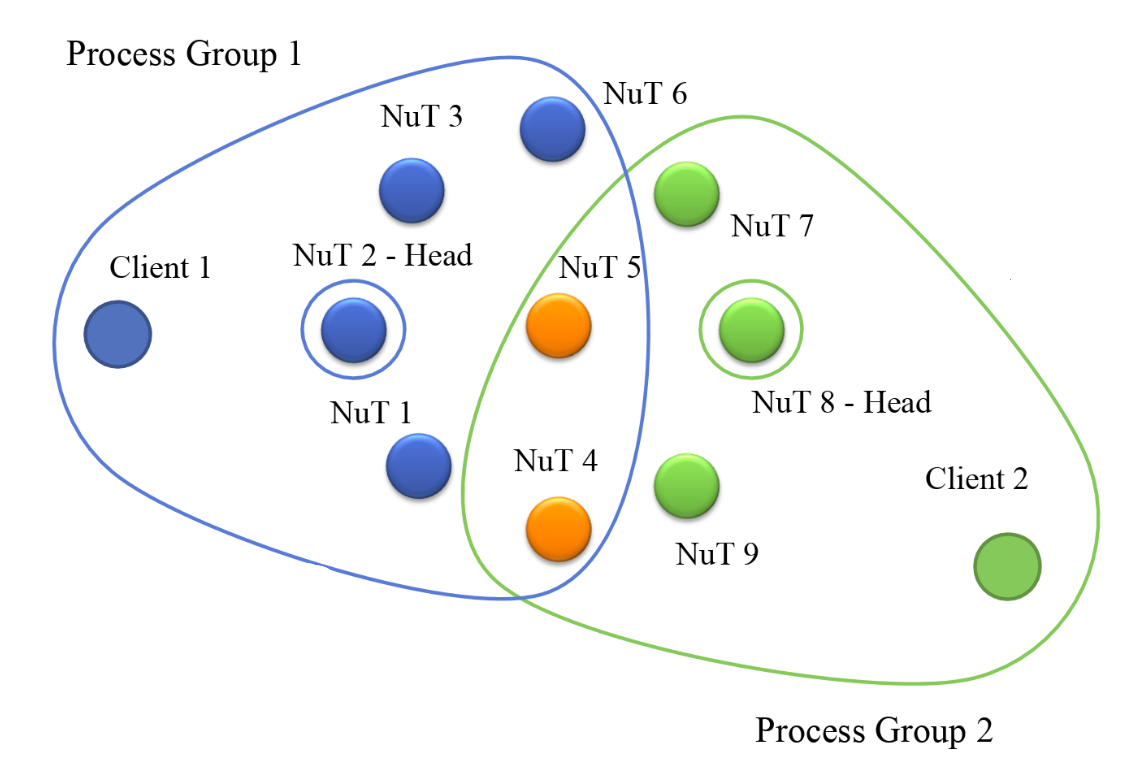 Process Group 1
NuT 6
NuT 3
NuT 7
NuT 2 - Head
Client 1
NuT 5
NuT 8 - Head
NuT 1
NuT 4
Client 2
NuT 9
Process Group 2